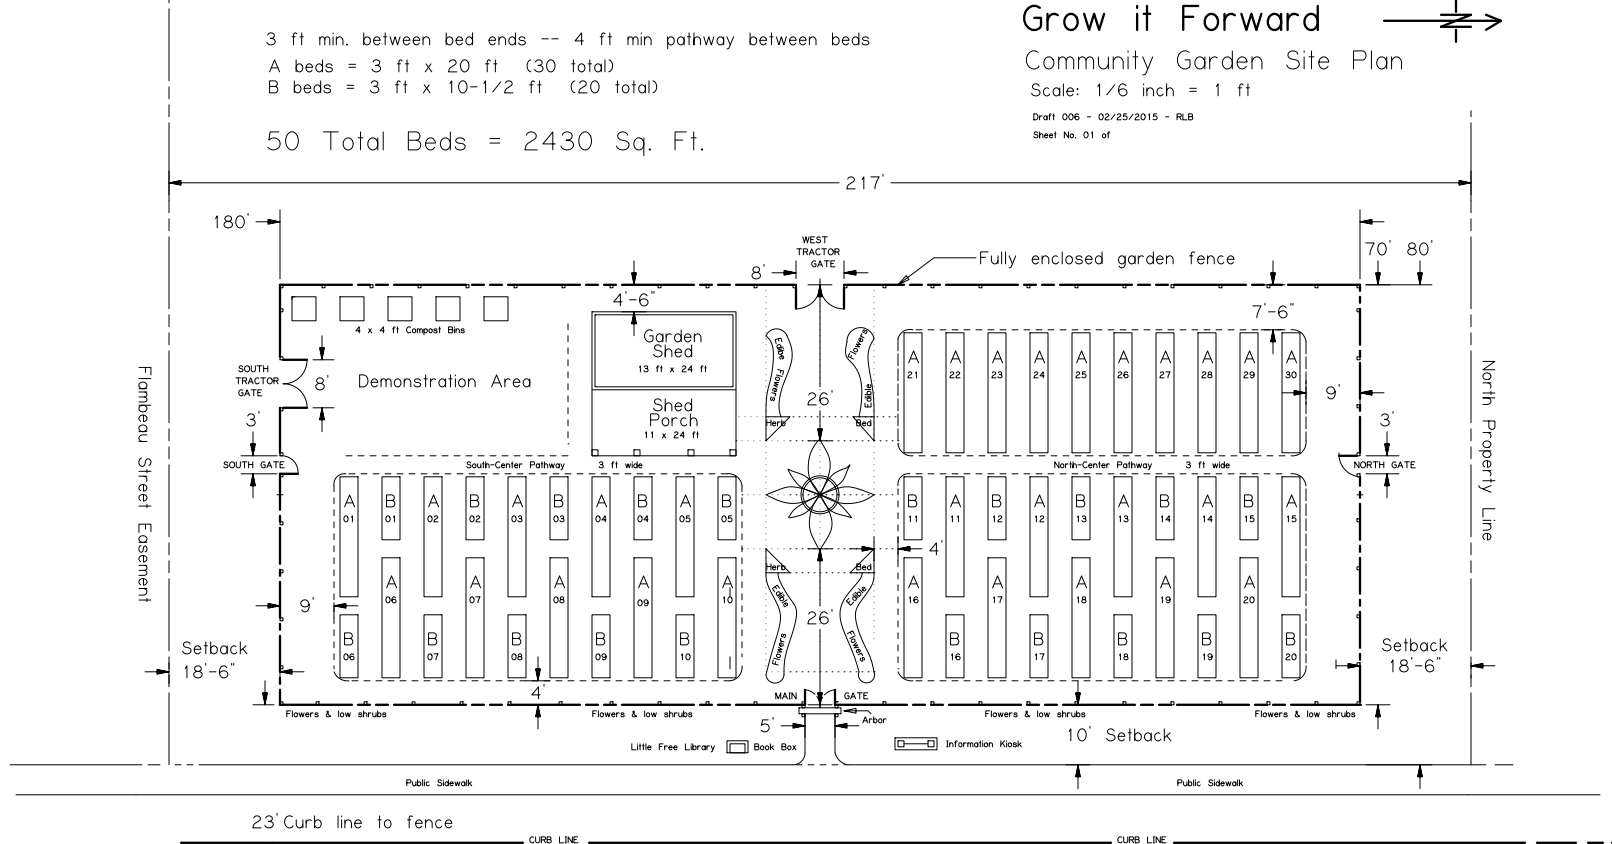 Grow it Forward
Community Garden Site Plan
Scale: 1/6 inch = 1 ft
Draft 006 - 02/25/2015 - RLB
Sheet No. 01 of
3 ft min. between bed ends -- 4 ft min pathway between beds
A beds = 3 ft x 20 ft (30 total)
B beds = 3 ft x 10-1/2 ft (20 total)
50 Total Beds = 2430 Sq. Ft.
217'
180'
70' 80'
WEST
TRACTOR
GATE
8'
Fully enclosed garden fence
4'-6"
7'-6"
4 x 4 ft Compost Bins
Garden
Shed
13 ft x 24 ft
Shed
Porch
11 x 24 ft
Demonstration Area
SOUTH
TRACTOR
GATE
8'
3'
SOUTH GATE
Edibe Flowers
Flowers
Edible
26'
Herb
Bed
A 21
A 22
A 23
A 24
A 25
A 26
A 27
A 28
A 29
A 30
9'
3'
NORTH GATE
Flambeau Street Easement
North Property Line
South-Center Pathway 3 ft wide
North-Center Pathway 3 ft wide
A 01
B 01
A 02
B 02
A 03
B 03
A 04
B 04
A 05
B 05
B 11
A 11
B 12
A 12
B 13
A 13
B 14
A 14
B 15
A 15
4'
Herb
Bed
A 06
A 07
A 08
A 09
A 10
A 16
A 17
A 18
A 19
A 20
9'
Edible
Flowers
Edible
Flowers
26'
B 06
B 07
B 08
B 09
B 10
B 16
B 17
B 18
B 19
B 20
Setback
18'-6"
Setback
18'-6"
4'
MAIN GATE
Flowers & low shrubs
Flowers & low shrubs
Flowers & low shrubs
Flowers & low shrubs
5'
Arbor
10' Setback
Little Free Library
Book Box
Information Kiosk
Public Sidewalk
Public Sidewalk
23' Curb line to fence
CURB LINE
CURB LINE